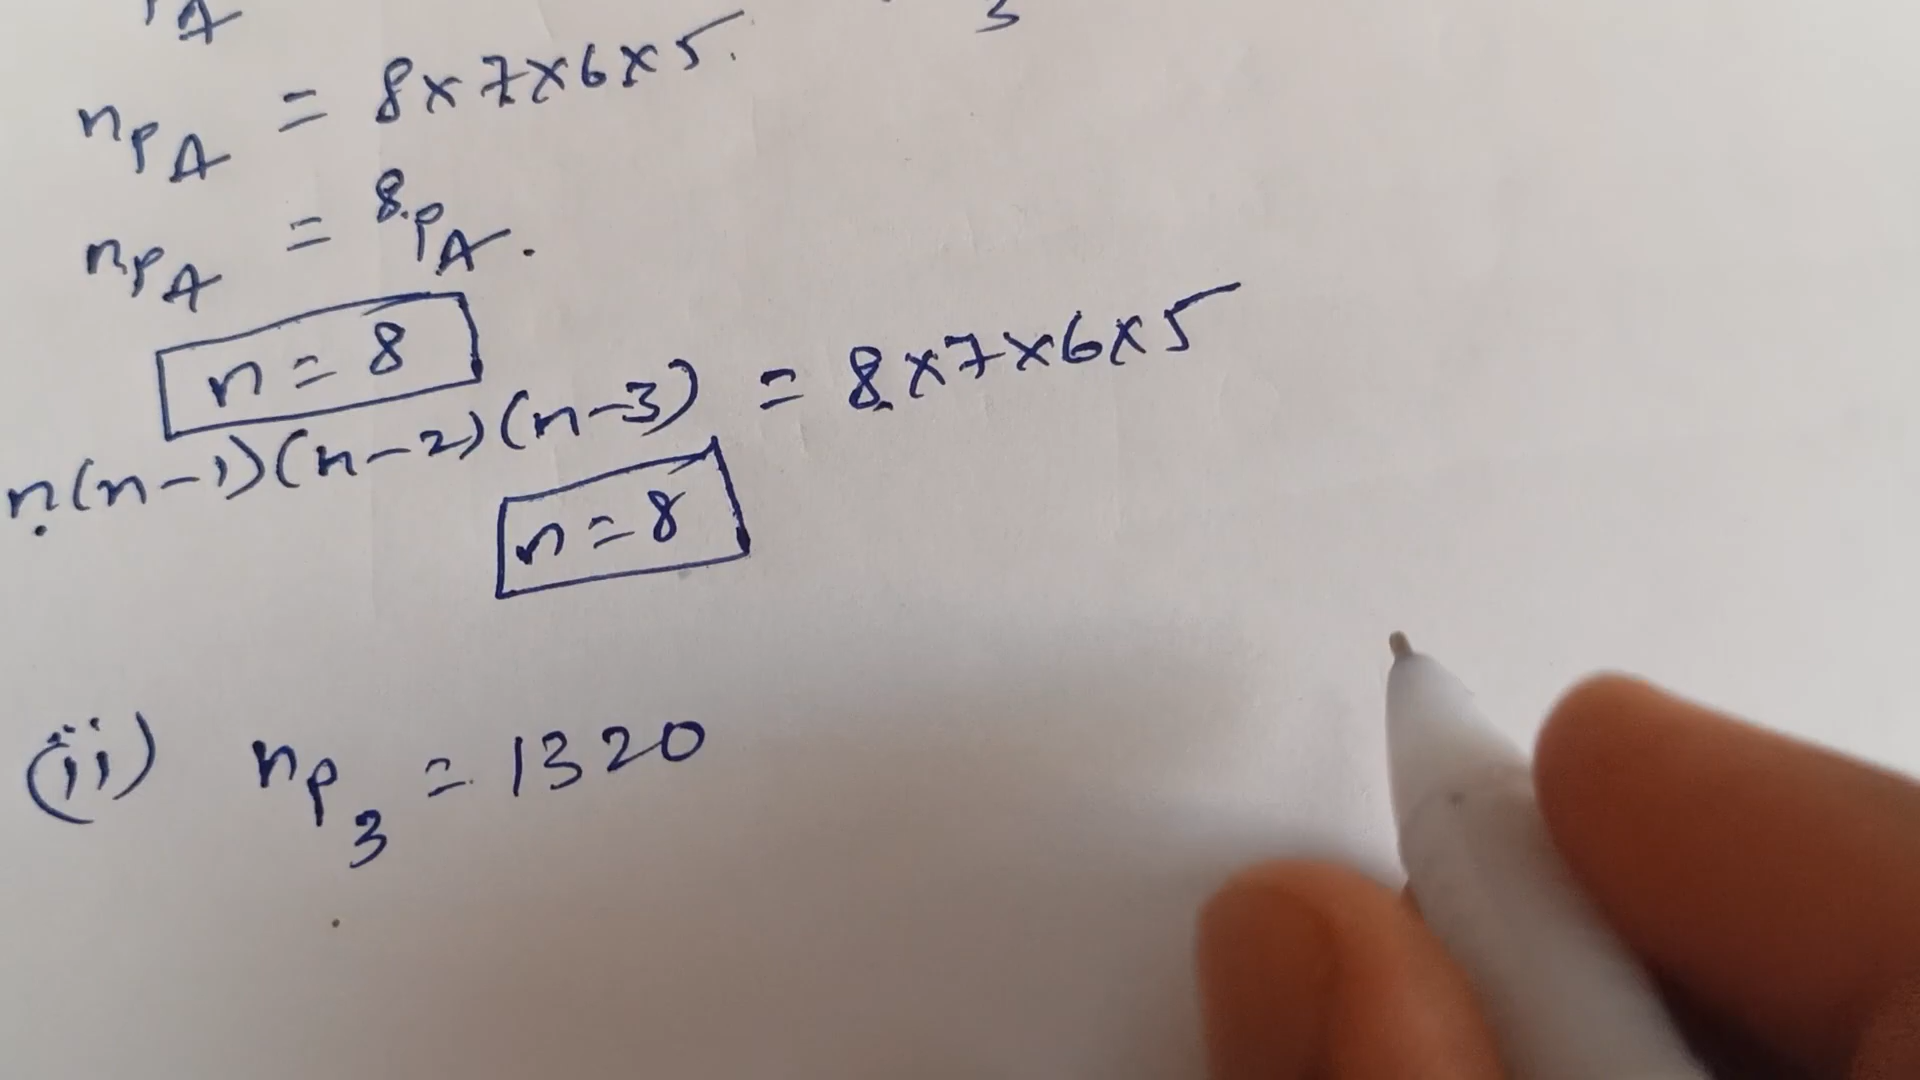 nP4 = 8×7×6×5.
nP4 = 8P4.
n = 8
n(n-1)(n-2)(n-3) = 8×7×6×5
n = 8
(ii) nP3 = 1320